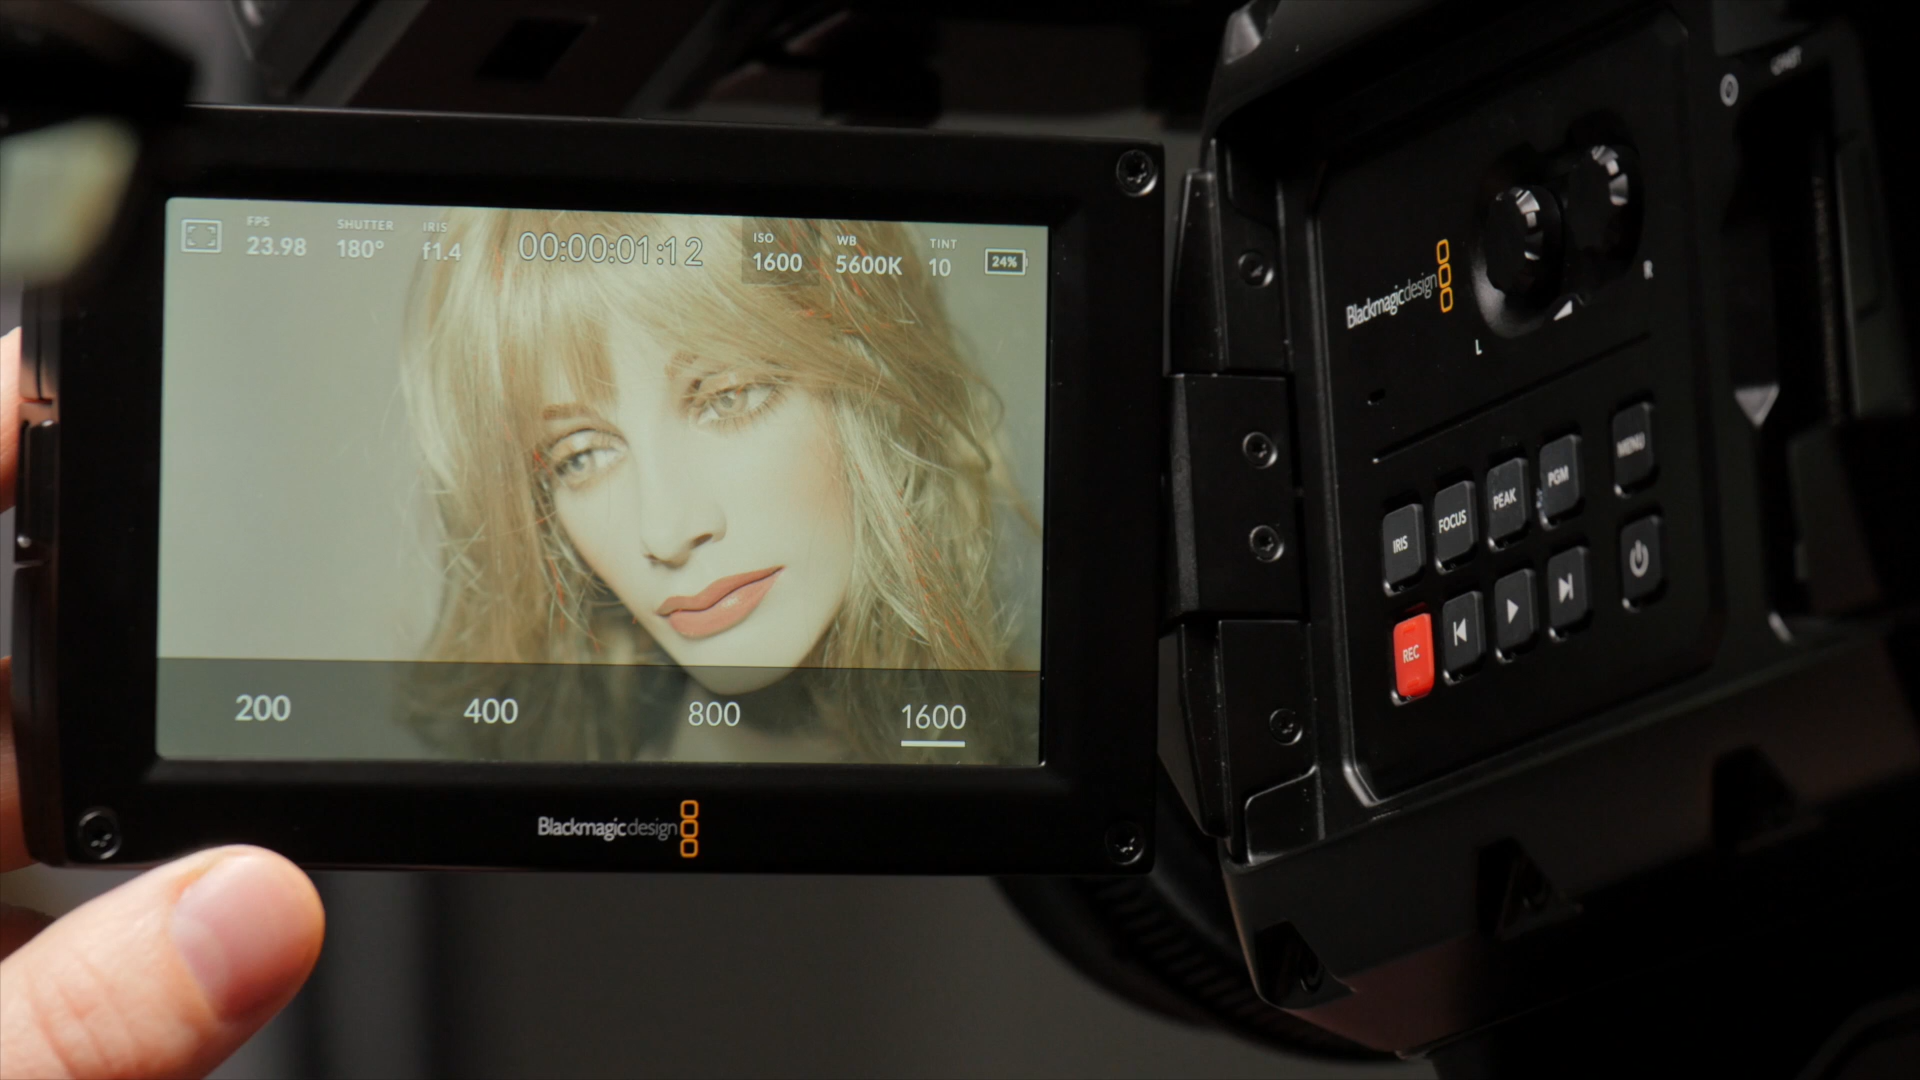 FPS SHUTTER IRIS ISO WB TINT
23.98 180° f1.4 00:00:01:12 1600 5600K 10 24%
200 400 800 1600
Blackmagicdesign
Blackmagicdesign
L R
IRIS FOCUS PEAK PGM MENU
REC